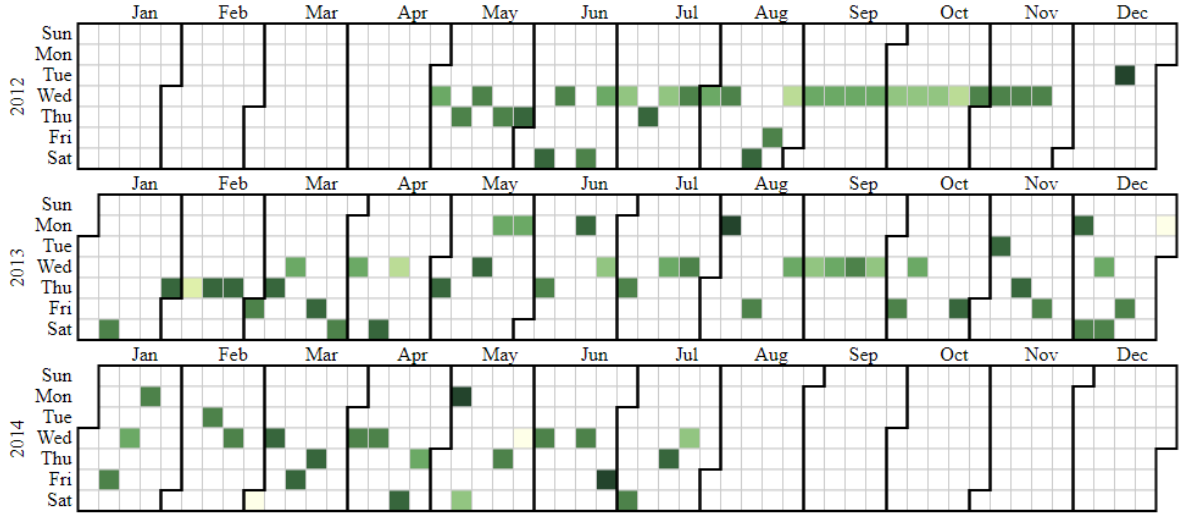 Jan Feb Mar Apr May Jun Jul Aug Sep Oct Nov Dec
Sun
Mon
Tue
Wed
Thu
Fri
Sat
2012
Jan Feb Mar Apr May Jun Jul Aug Sep Oct Nov Dec
Sun
Mon
Tue
Wed
Thu
Fri
Sat
2013
Jan Feb Mar Apr May Jun Jul Aug Sep Oct Nov Dec
Sun
Mon
Tue
Wed
Thu
Fri
Sat
2014